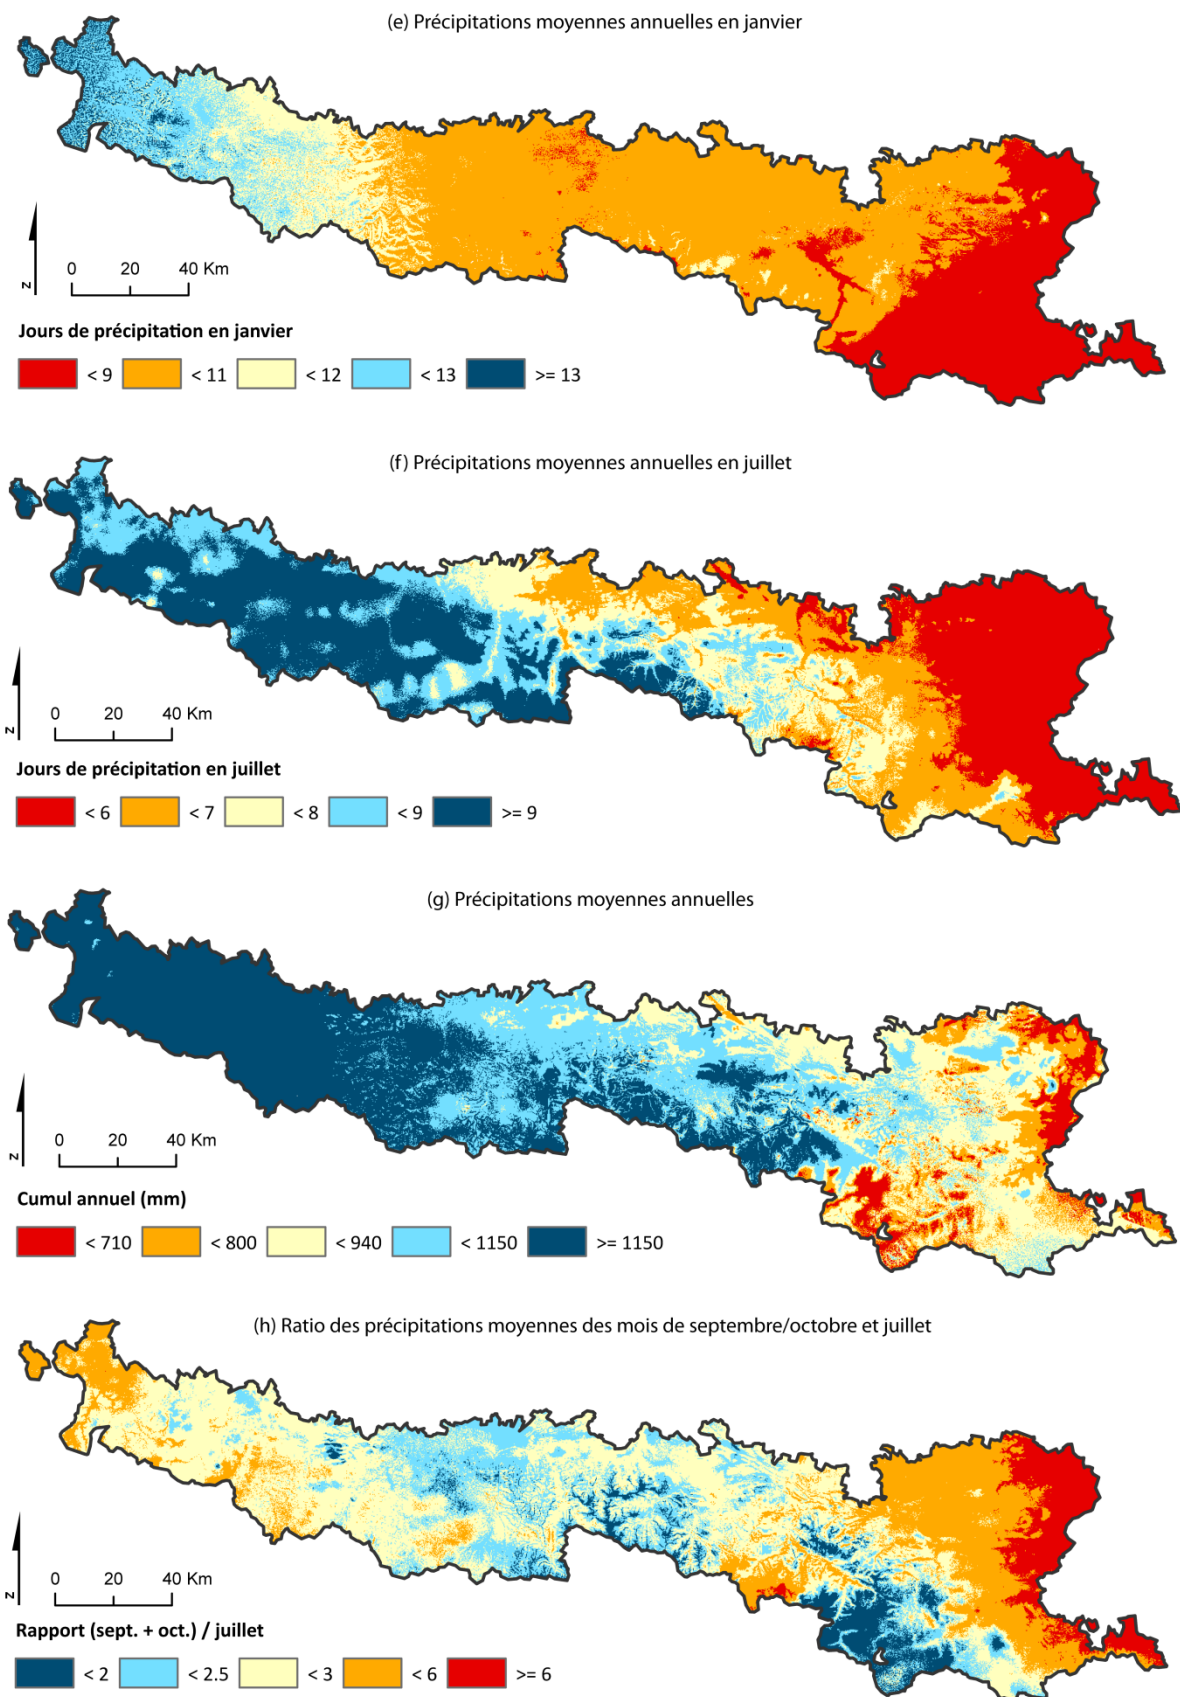 (e) Précipitations moyennes annuelles en janvier
z
0 20 40 Km
Jours de précipitation en janvier
< 9 < 11 < 12 < 13 >= 13
(f) Précipitations moyennes annuelles en juillet
z
0 20 40 Km
Jours de précipitation en juillet
< 6 < 7 < 8 < 9 >= 9
(g) Précipitations moyennes annuelles
z
0 20 40 Km
Cumul annuel (mm)
< 710 < 800 < 940 < 1150 >= 1150
(h) Ratio des précipitations moyennes des mois de septembre/octobre et juillet
z
0 20 40 Km
Rapport (sept. + oct.) / juillet
< 2 < 2.5 < 3 < 6 >= 6